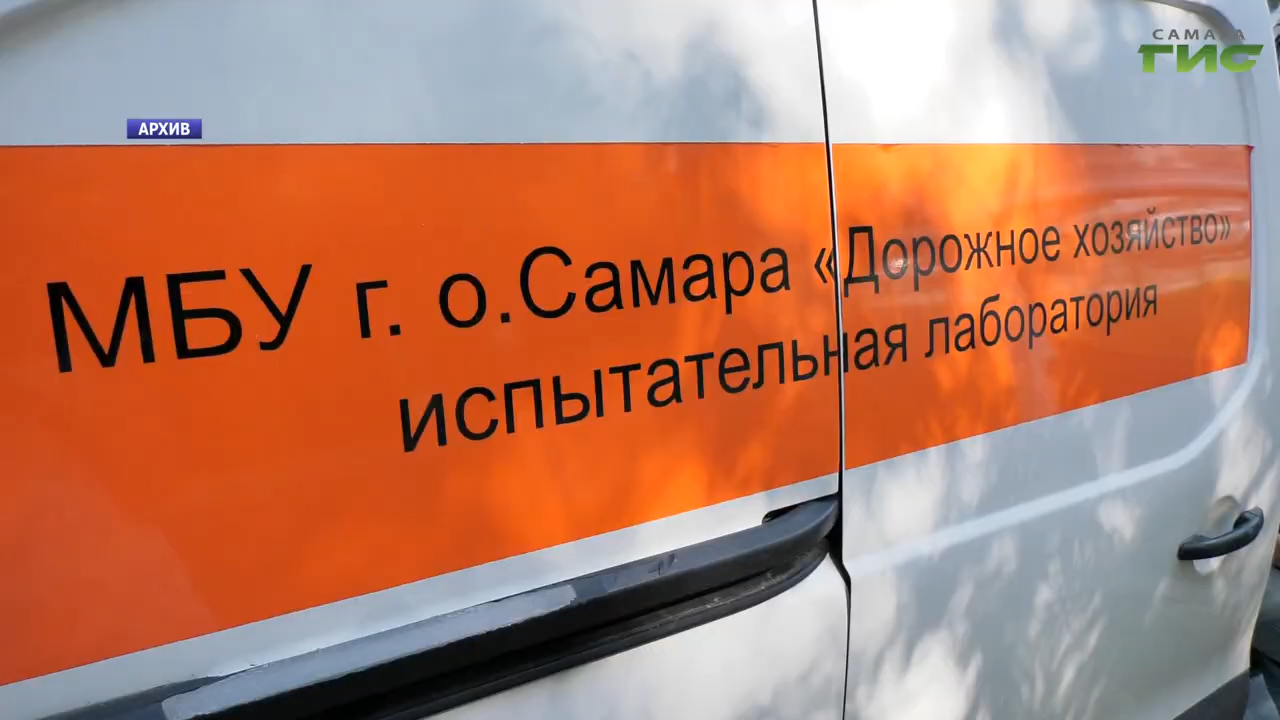 САМАРА
ГИС
АРХИВ
МБУ г. о.Самара «Дорожное хозяйство»
испытательная лаборатория